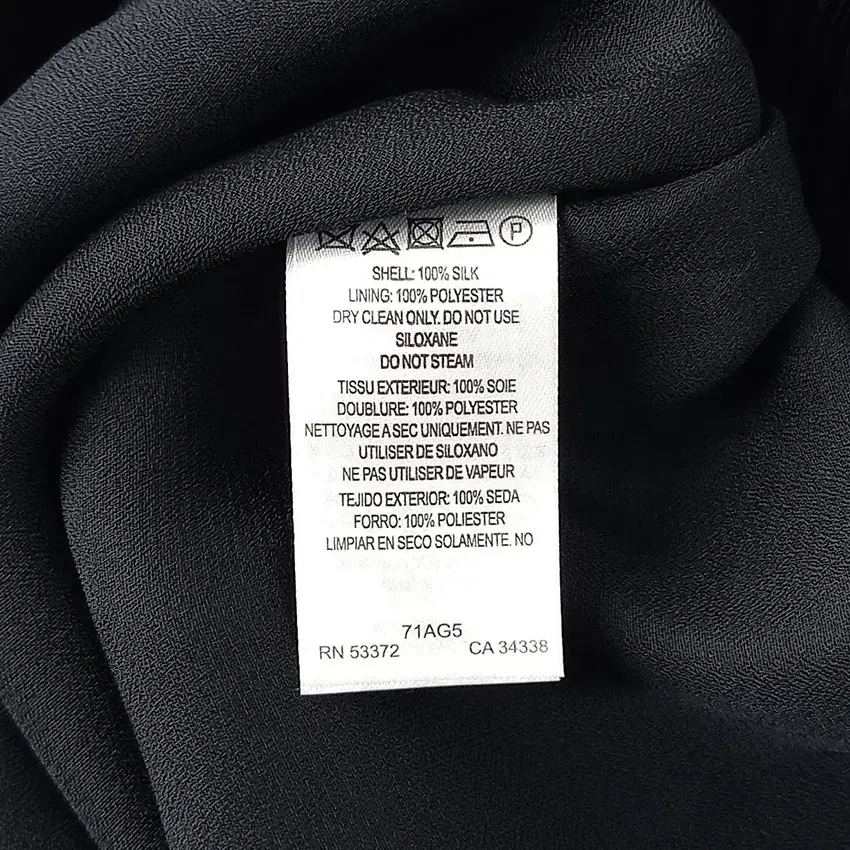 P
SHELL: 100% SILK
LINING: 100% POLYESTER
DRY CLEAN ONLY. DO NOT USE
SILOXANE
DO NOT STEAM
TISSU EXTERIEUR: 100% SOIE
DOUBLURE: 100% POLYESTER
NETTOYAGE A SEC UNIQUEMENT. NE PAS
UTILISER DE SILOXANO
NE PAS UTILISER DE VAPEUR
TEJIDO EXTERIOR: 100% SEDA
FORRO: 100% POLIESTER
LIMPIAR EN SECO SOLAMENTE. NO
71AG5
RN 53372 CA 34338